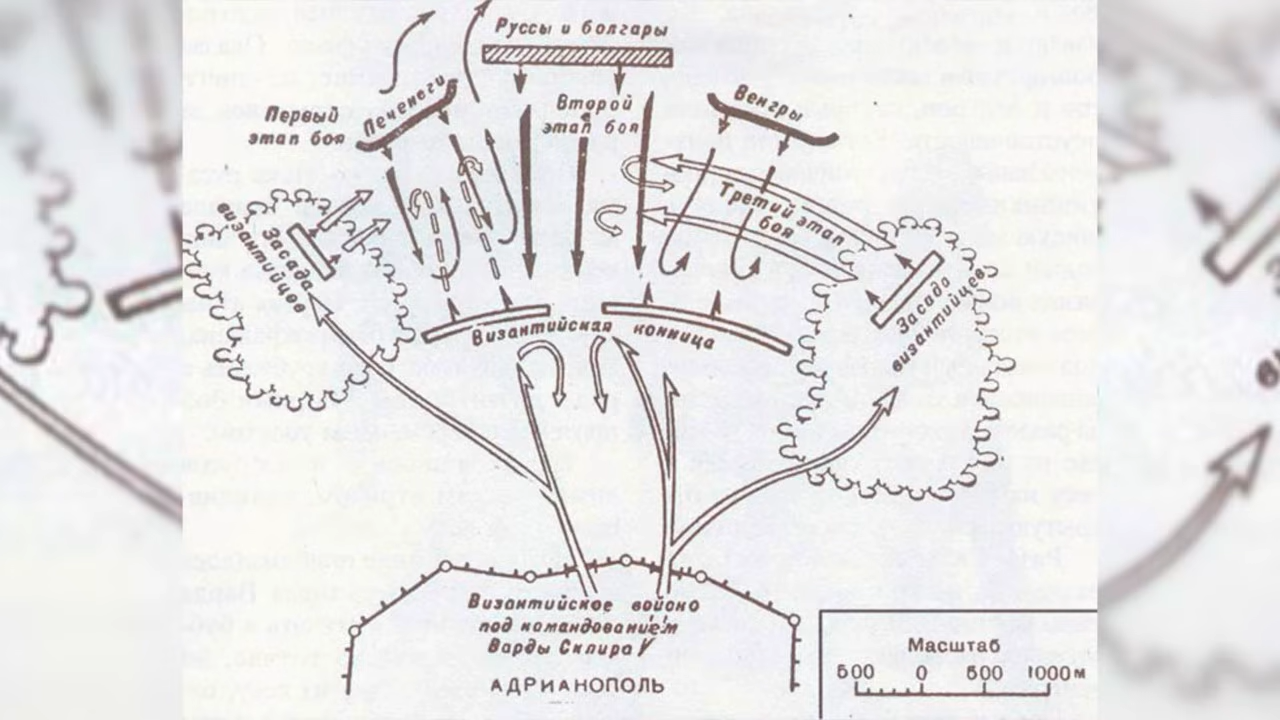 Руссы и болгары
Печенеги
Первый
этап боя
Второй
этап боя
Венгры
Третий этап
боя
Засада
византийцев
Засада
византийцев
Византийская конница
Византийское войско
под командованием
Варды Склира
АДРИАНОПОЛЬ
Масштаб
500 0 500 1000 м